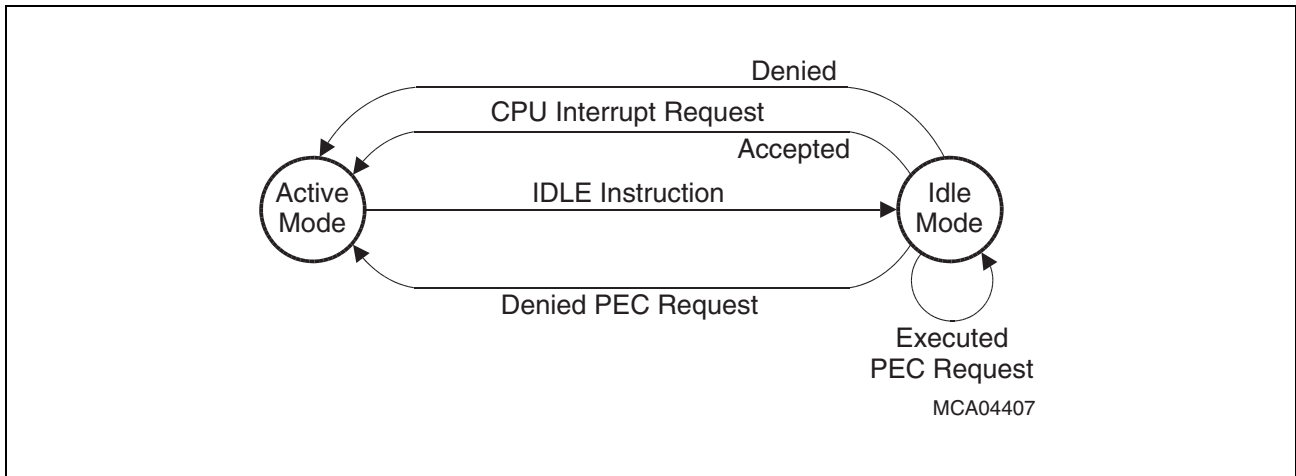 Denied
CPU Interrupt Request
Accepted
Active
Mode
IDLE Instruction
Idle
Mode
Denied PEC Request
Executed
PEC Request
MCA04407